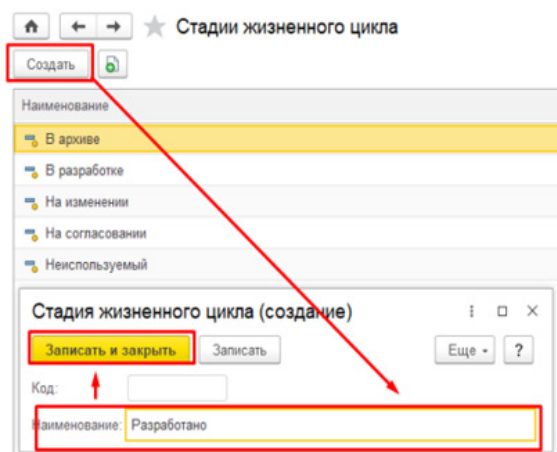 Стадии жизненного цикла
Создать
Наименование
В архиве
В разработке
На изменении
На согласовании
Неиспользуемый
Стадия жизненного цикла (создание)
Записать и закрыть Записать Еще ?
Код:
Наименование: Разработано